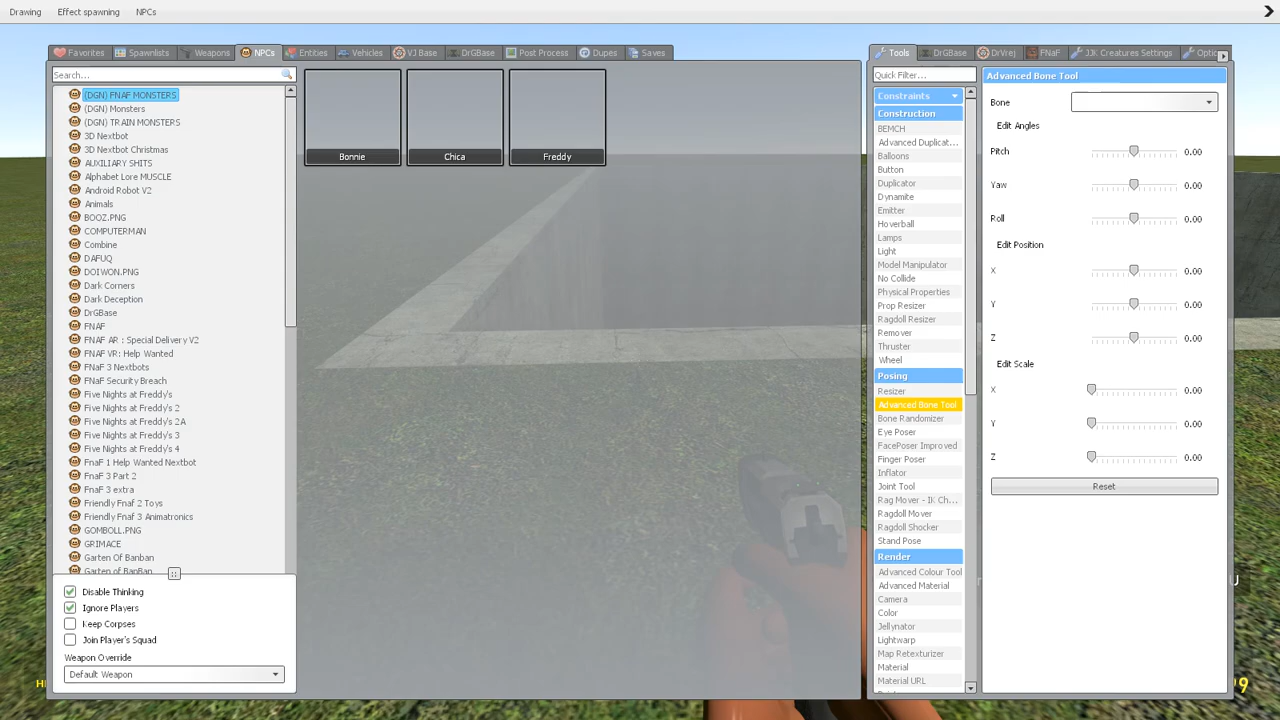 Drawing Effect spawning NPCs
Favorites Spawnlists Weapons NPCs Entities Vehicles VJ Base DrGBase Post Process Dupes Saves
Search...
(DGN) FNAF MONSTERS
(DGN) Monsters
(DGN) TRAIN MONSTERS
3D Nextbot
3D Nextbot Christmas
AUXILIARY SHITS
Alphabet Lore MUSCLE
Android Robot V2
Animals
BOOZ.PNG
COMPUTERMAN
Combine
DAFUQ
DOIWON.PNG
Dark Corners
Dark Deception
DrGBase
FNAF
FNAF AR : Special Delivery V2
FNAF VR: Help Wanted
FNaF 3 Nextbots
FNaF Security Breach
Five Nights at Freddy's
Five Nights at Freddy's 2
Five Nights at Freddy's 2A
Five Nights at Freddy's 3
Five Nights at Freddy's 4
FnaF 1 Help Wanted Nextbot
FnaF 3 Part 2
FnaF 3 extra
Friendly Fnaf 2 Toys
Friendly Fnaf 3 Animatronics
GOMBOLL.PNG
GRIMACE
Garten Of Banban
Garten of BanBan
Disable Thinking
Ignore Players
Keep Corpses
Join Player's Squad
Weapon Override
Default Weapon
Bonnie Chica Freddy
Tools DrGBase DrVrej FNaF JJK Creatures Settings Optio
Quick Filter...
Constraints
Construction
BEMCH
Advanced Duplicat...
Balloons
Button
Duplicator
Dynamite
Emitter
Hoverball
Lamps
Light
Model Manipulator
No Collide
Physical Properties
Prop Resizer
Ragdoll Resizer
Remover
Thruster
Wheel
Posing
Resizer
Advanced Bone Tool
Bone Randomizer
Eye Poser
FacePoser Improved
Finger Poser
Inflator
Joint Tool
Rag Mover - IK Ch...
Ragdoll Mover
Ragdoll Shocker
Stand Pose
Render
Advanced Colour Tool
Advanced Material
Camera
Color
Jellynator
Lightwarp
Map Retexturizer
Material
Material URL
Advanced Bone Tool
Bone
Edit Angles
Pitch 0.00
Yaw 0.00
Roll 0.00
Edit Position
X 0.00
Y 0.00
Z 0.00
Edit Scale
X 0.00
Y 0.00
Z 0.00
Reset